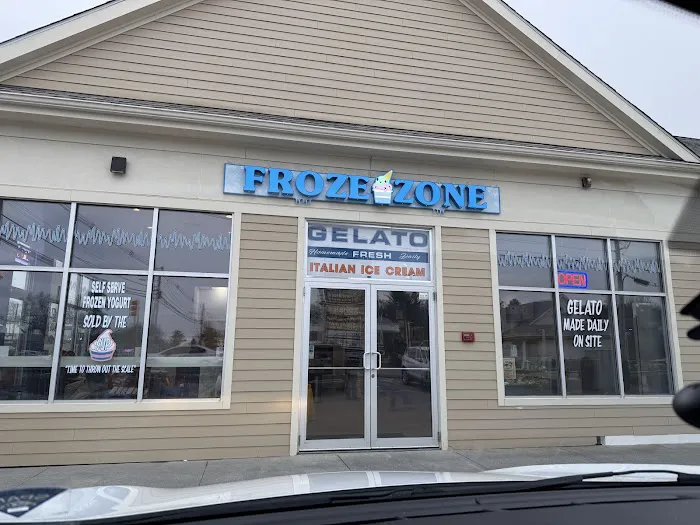 FROZE ZONE
GELATO
Homemade FRESH Daily
ITALIAN ICE CREAM
SELF SERVE
FROZEN YOGURT
SOLD BY THE
"TIME TO THROW OUT THE SCALE"
OPEN
GELATO
MADE DAILY
ON SITE